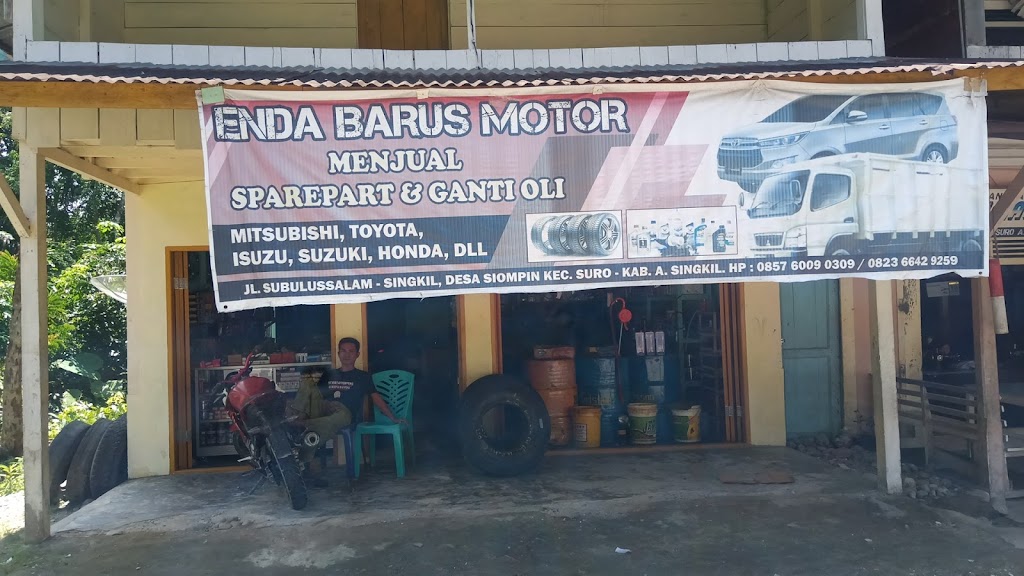 ENDA BARUS MOTOR
MENJUAL
SPAREPART & GANTI OLI
MITSUBISHI, TOYOTA,
ISUZU, SUZUKI, HONDA, DLL
JL. SUBULUSSALAM - SINGKIL, DESA SIOMPIN KEC. SURO - KAB. A. SINGKIL. HP : 0857 6009 0309 / 0823 6642 9259
SURO A.